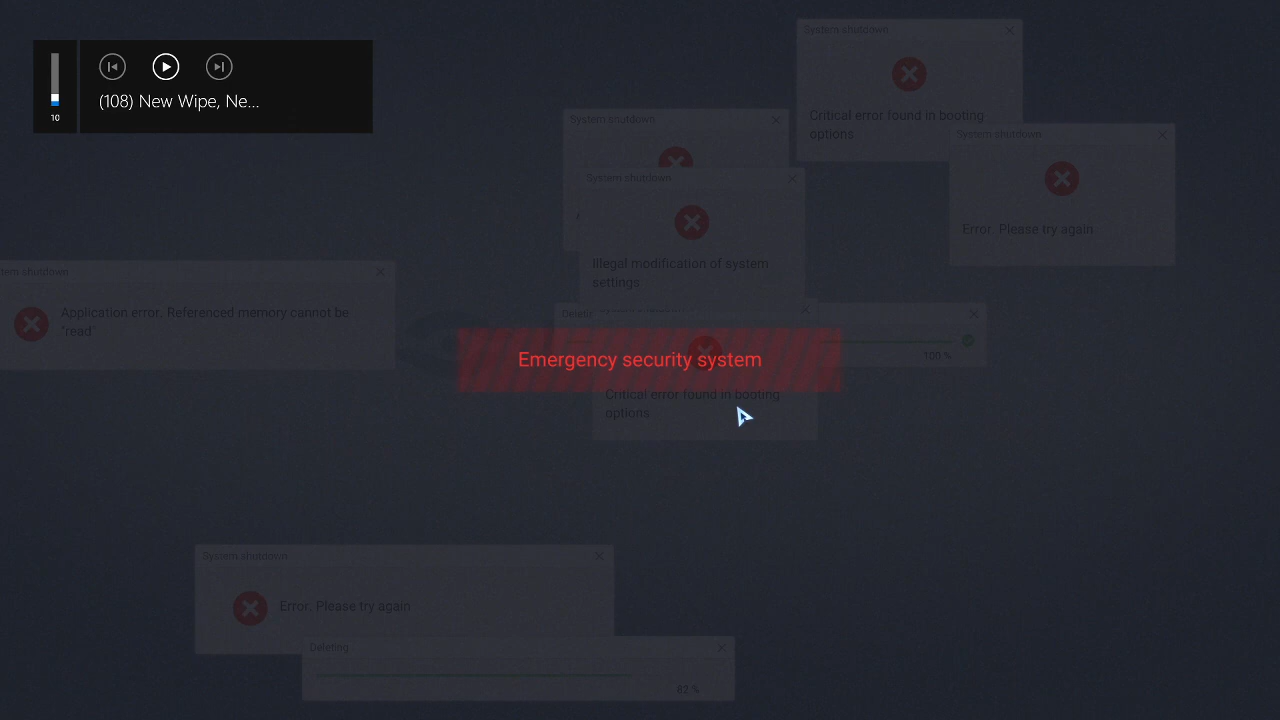 10
(108) New Wipe, Ne...
System shutdown
Critical error found in booting
options
System shutdown
Error. Please try again
System shutdown
System shutdown
Illegal modification of system
settings
tem shutdown
Application error. Referenced memory cannot be
"read"
100 %
Emergency security system
Critical error found in booting
options
System shutdown
Error. Please try again
Deleting
82 %